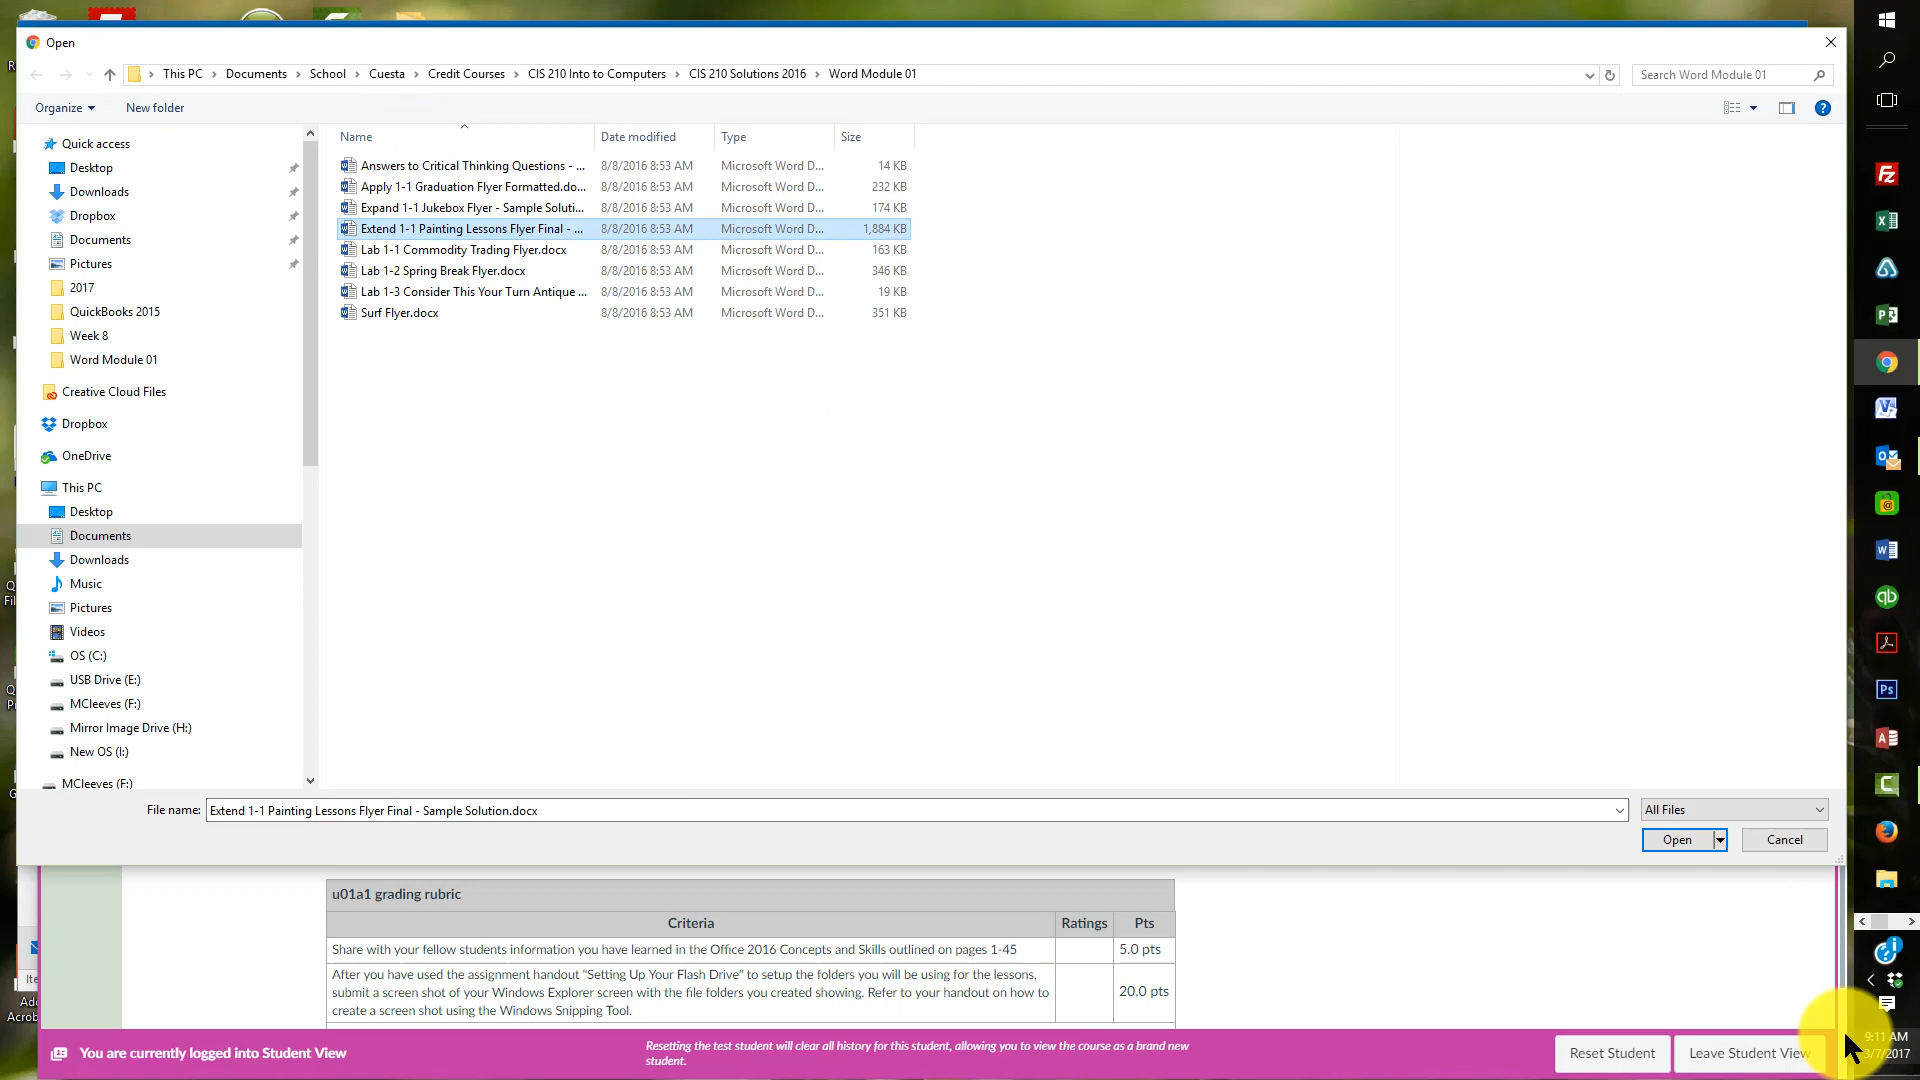 Open
This PC > Documents > School > Cuesta > Credit Courses > CIS 210 Into to Computers > CIS 210 Solutions 2016 > Word Module 01
Search Word Module 01
Organize
New folder
Name Date modified Type Size
Answers to Critical Thinking Questions - ... 8/8/2016 8:53 AM Microsoft Word D... 14 KB
Apply 1-1 Graduation Flyer Formatted.do... 8/8/2016 8:53 AM Microsoft Word D... 232 KB
Expand 1-1 Jukebox Flyer - Sample Soluti... 8/8/2016 8:53 AM Microsoft Word D... 174 KB
Extend 1-1 Painting Lessons Flyer Final - ... 8/8/2016 8:53 AM Microsoft Word D... 1,884 KB
Lab 1-1 Commodity Trading Flyer.docx 8/8/2016 8:53 AM Microsoft Word D... 163 KB
Lab 1-2 Spring Break Flyer.docx 8/8/2016 8:53 AM Microsoft Word D... 346 KB
Lab 1-3 Consider This Your Turn Antique ... 8/8/2016 8:53 AM Microsoft Word D... 19 KB
Surf Flyer.docx 8/8/2016 8:53 AM Microsoft Word D... 351 KB
Quick access
Desktop
Downloads
Dropbox
Documents
Pictures
2017
QuickBooks 2015
Week 8
Word Module 01
Creative Cloud Files
Dropbox
OneDrive
This PC
Desktop
Documents
Downloads
Music
Pictures
Videos
OS (C:)
USB Drive (E:)
MCleeves (F:)
Mirror Image Drive (H:)
New OS (I:)
MCleeves (F:)
File name: Extend 1-1 Painting Lessons Flyer Final - Sample Solution.docx
All Files
Open
Cancel
u01a1 grading rubric
Criteria Ratings Pts
Share with your fellow students information you have learned in the Office 2016 Concepts and Skills outlined on pages 1-45 5.0 pts
After you have used the assignment handout "Setting Up Your Flash Drive" to setup the folders you will be using for the lessons,
submit a screen shot of your Windows Explorer screen with the file folders you created showing. Refer to your handout on how to
create a screen shot using the Windows Snipping Tool.
20.0 pts
You are currently logged into Student View
Resetting the test student will clear all history for this student, allowing you to view the course as a brand new
student.
Reset Student
Leave Student View
9:11 AM
3/7/2017
Ps